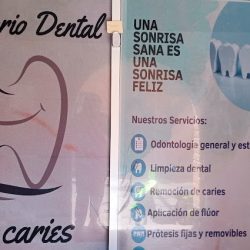 rio Dental
caries
UNA
SONRISA
SANA ES
UNA
SONRISA
FELIZ
Nuestros Servicios:
Odontología general y est
Limpieza dental
Remoción de caries
Aplicación de flúor
Prótesis fijas y removibles